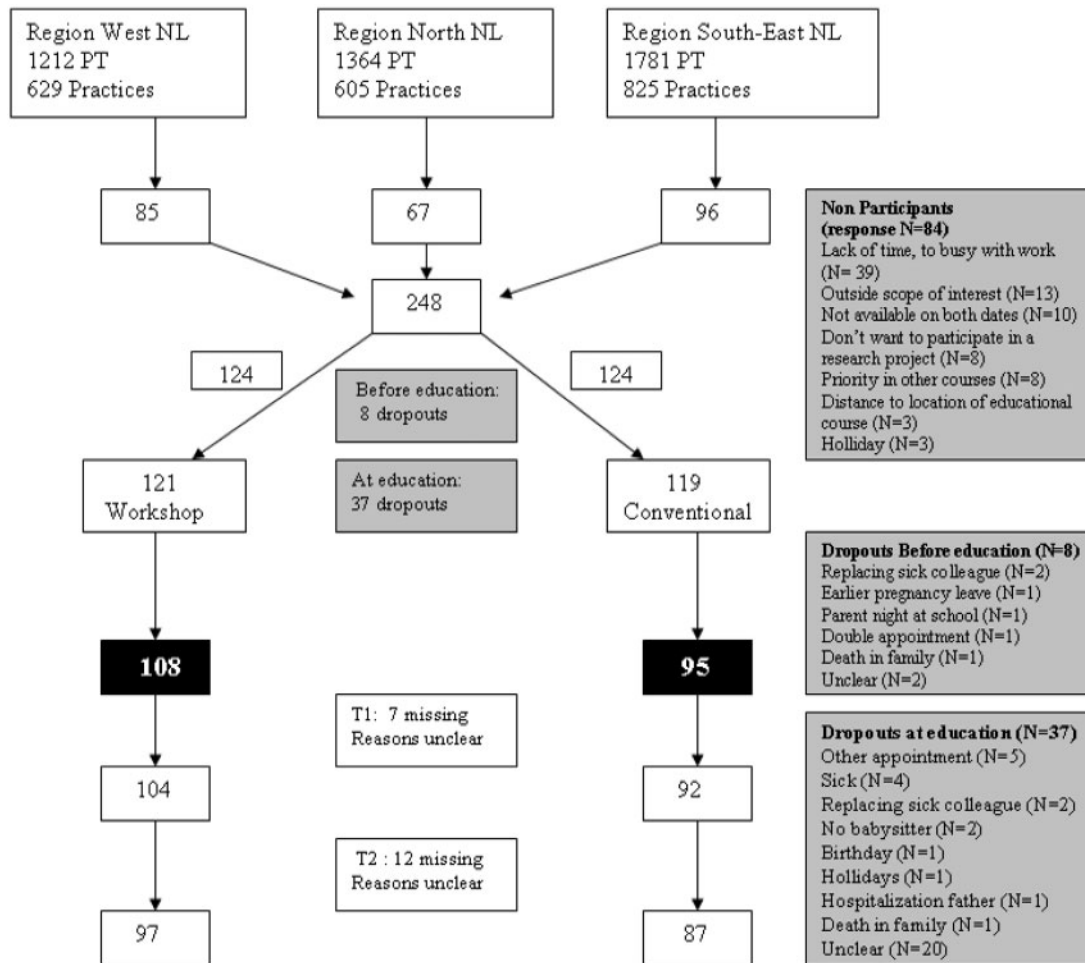 Region West NL
1212 PT
629 Practices
Region North NL
1364 PT
605 Practices
Region South-East NL
1781 PT
825 Practices
85
67
96
248
124
124
Before education:
8 dropouts
At education:
37 dropouts
121
Workshop
119
Conventional
108
95
T1: 7 missing
Reasons unclear
104
92
T2 : 12 missing
Reasons unclear
97
87
Non Participants
(response N=84)
Lack of time, to busy with work
(N= 39)
Outside scope of interest (N=13)
Not available on both dates (N=10)
Don't want to participate in a
research project (N=8)
Priority in other courses (N=8)
Distance to location of educational
course (N=3)
Holliday (N=3)
Dropouts Before education (N=8)
Replacing sick colleague (N=2)
Earlier pregnancy leave (N=1)
Parent night at school (N=1)
Double appointment (N=1)
Death in family (N=1)
Unclear (N=2)
Dropouts at education (N=37)
Other appointment (N=5)
Sick (N=4)
Replacing sick colleague (N=2)
No babysitter (N=2)
Birthday (N=1)
Hollidays (N=1)
Hospitalization father (N=1)
Death in family (N=1)
Unclear (N=20)